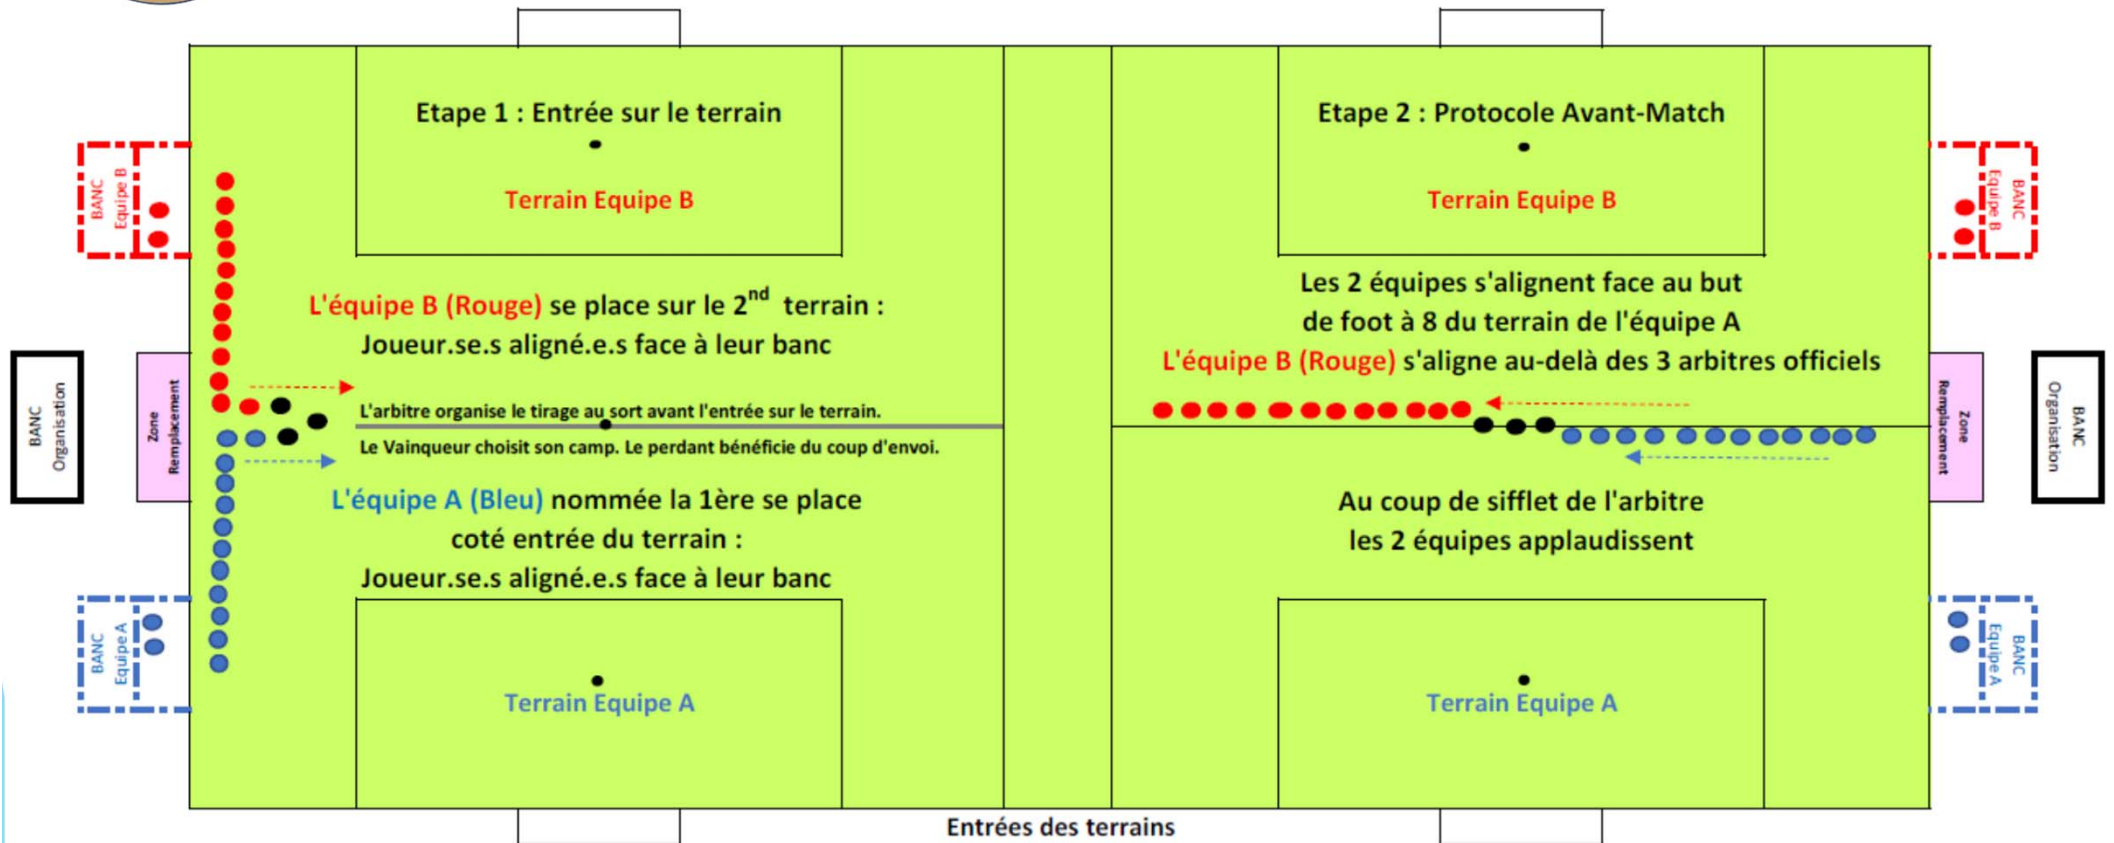 Etape 1 : Entrée sur le terrain
Terrain Equipe B
BANC
Equipe B
L'équipe B (Rouge) se place sur le 2nd terrain :
Joueur.se.s aligné.e.s face à leur banc
BANC
Organisation
Zone
Remplacement
L'arbitre organise le tirage au sort avant l'entrée sur le terrain.
Le Vainqueur choisit son camp. Le perdant bénéficie du coup d'envoi.
L'équipe A (Bleu) nommée la 1ère se place
coté entrée du terrain :
Joueur.se.s aligné.e.s face à leur banc
BANC
Equipe A
Terrain Equipe A
Etape 2 : Protocole Avant-Match
Terrain Equipe B
BANC
Equipe B
Les 2 équipes s'alignent face au but
de foot à 8 du terrain de l'équipe A
L'équipe B (Rouge) s'aligne au-delà des 3 arbitres officiels
Zone
Remplacement
BANC
Organisation
Au coup de sifflet de l'arbitre
les 2 équipes applaudissent
BANC
Equipe A
Terrain Equipe A
Entrées des terrains